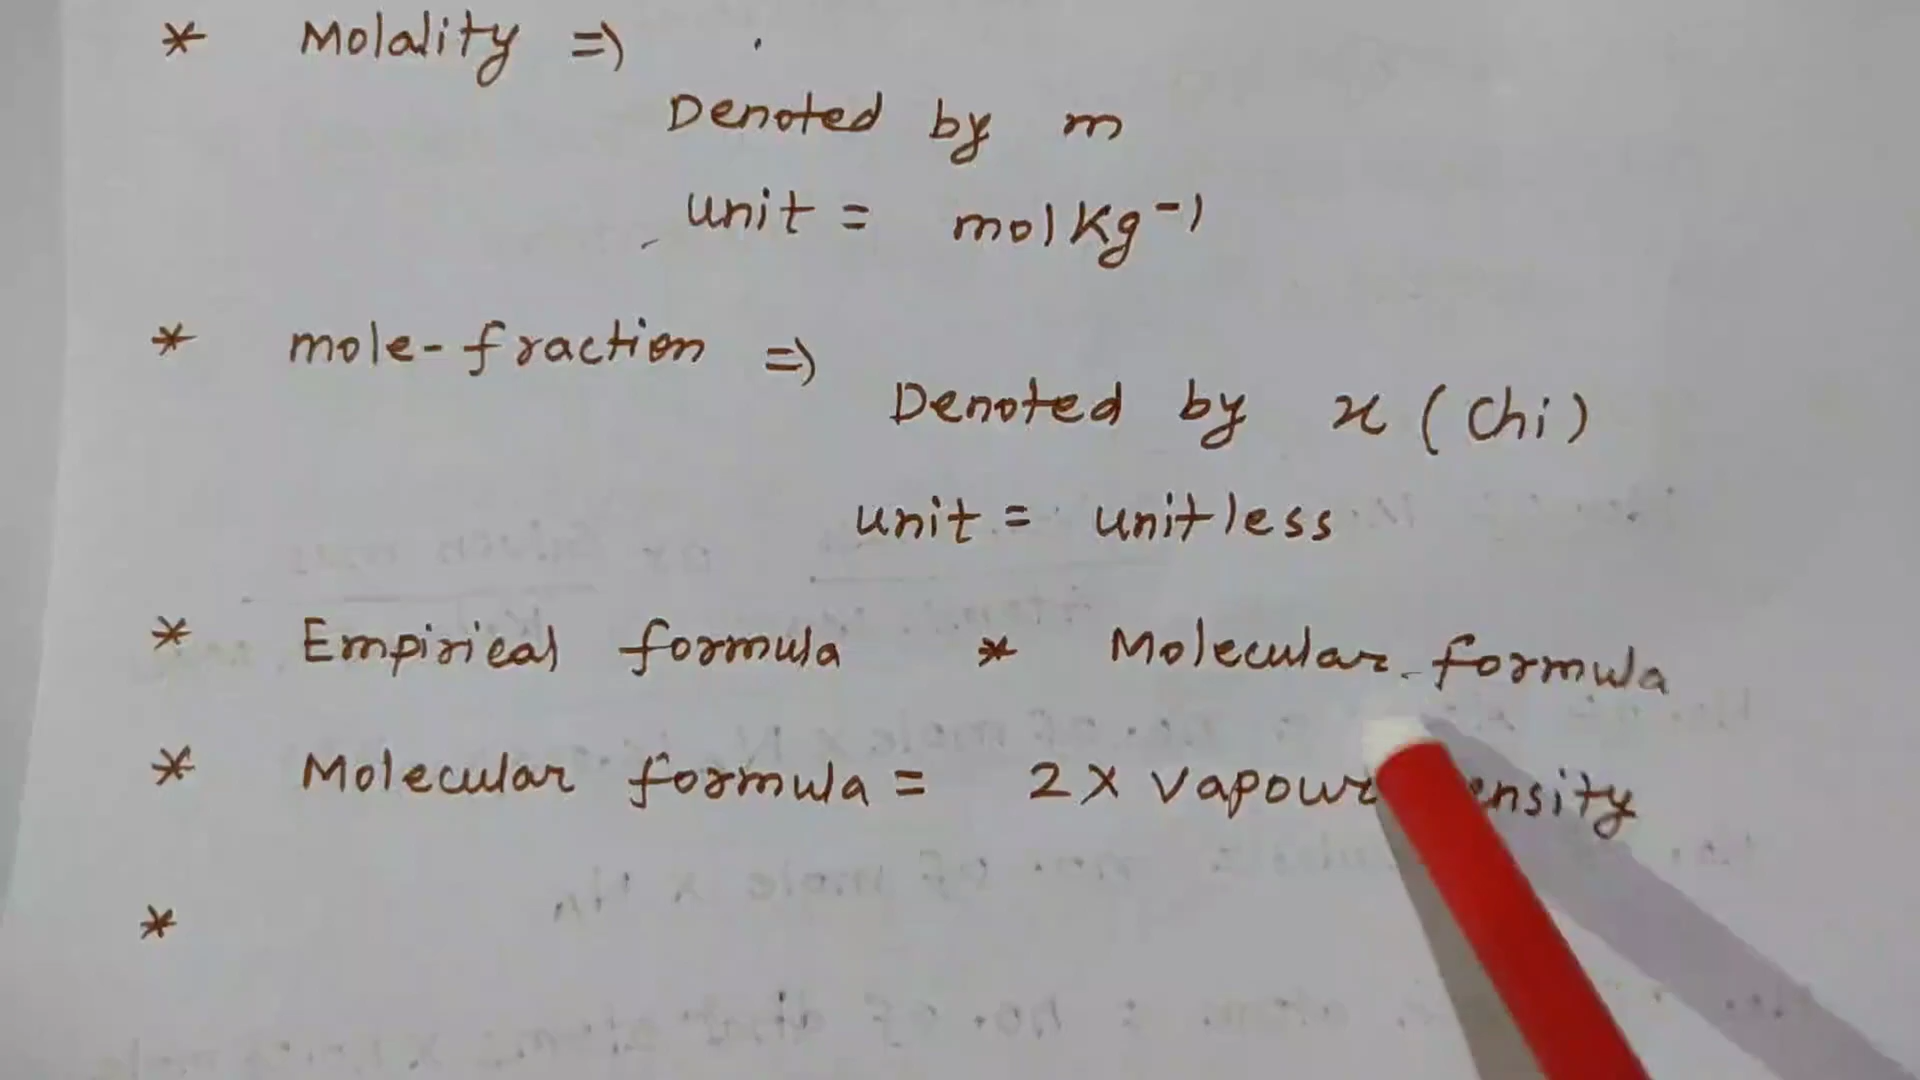 * Molality =>
Denoted by m
unit = mol Kg⁻¹
* mole-fraction =>
Denoted by x (Chi)
unit = unitless
* Empirical formula * Molecular formula
* Molecular formula = 2 X vapour ensity
*